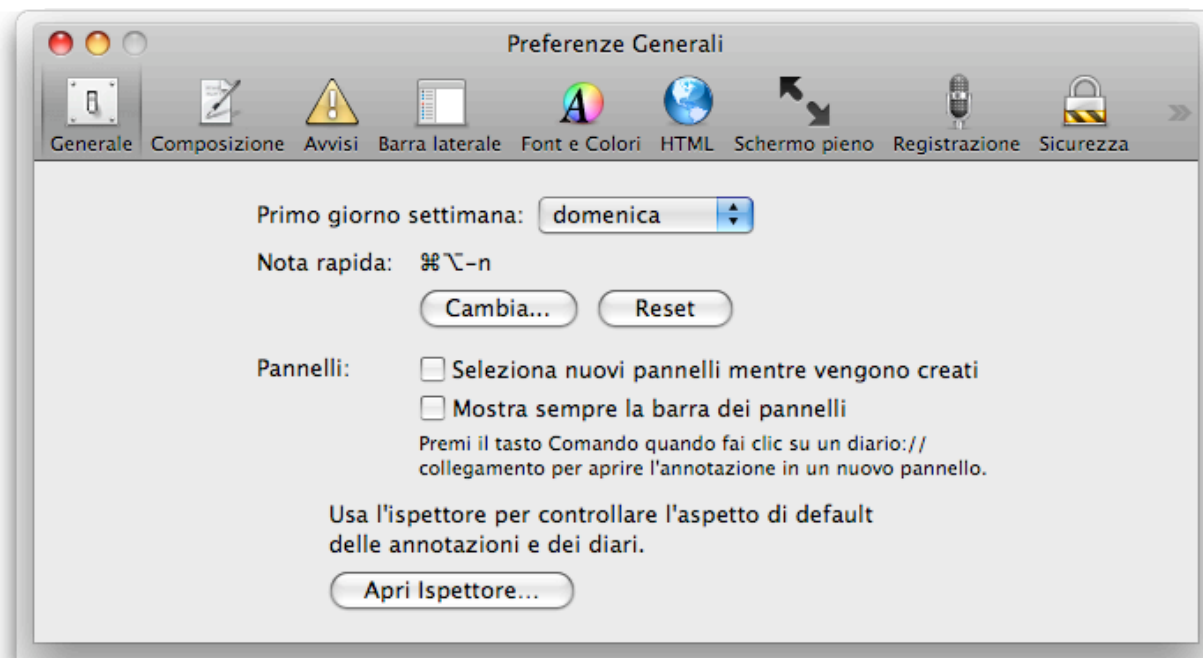 Preferenze Generali
Generale Composizione Avvisi Barra laterale Font e Colori HTML Schermo pieno Registrazione Sicurezza »
Primo giorno settimana: domenica
Nota rapida: ⌘⌥-n
Cambia... Reset
Pannelli: Seleziona nuovi pannelli mentre vengono creati
Mostra sempre la barra dei pannelli
Premi il tasto Comando quando fai clic su un diario://
collegamento per aprire l'annotazione in un nuovo pannello.
Usa l'ispettore per controllare l'aspetto di default
delle annotazioni e dei diari.
Apri Ispettore...